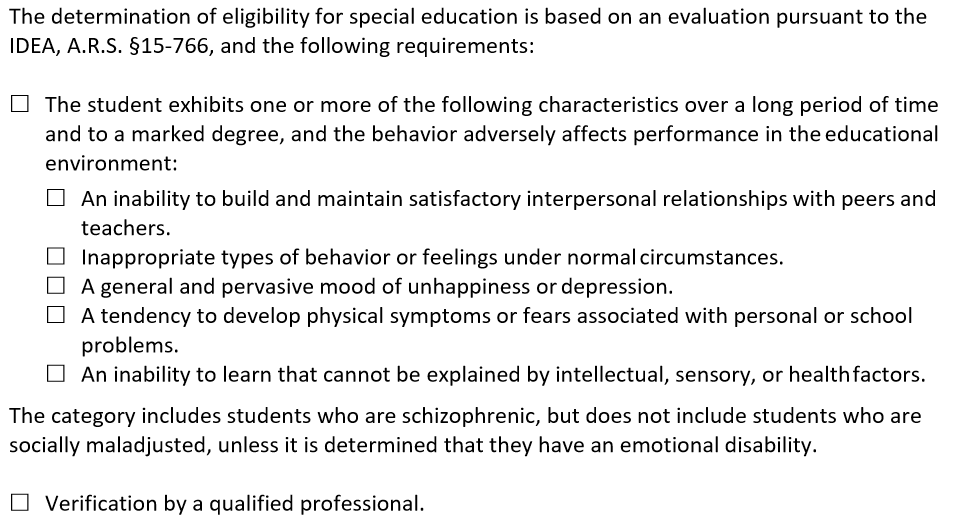 The determination of eligibility for special education is based on an evaluation pursuant to the
IDEA, A.R.S. §15-766, and the following requirements:
☐ The student exhibits one or more of the following characteristics over a long period of time
and to a marked degree, and the behavior adversely affects performance in the educational
environment:
☐ An inability to build and maintain satisfactory interpersonal relationships with peers and
teachers.
☐ Inappropriate types of behavior or feelings under normal circumstances.
☐ A general and pervasive mood of unhappiness or depression.
☐ A tendency to develop physical symptoms or fears associated with personal or school
problems.
☐ An inability to learn that cannot be explained by intellectual, sensory, or health factors.
The category includes students who are schizophrenic, but does not include students who are
socially maladjusted, unless it is determined that they have an emotional disability.
☐ Verification by a qualified professional.